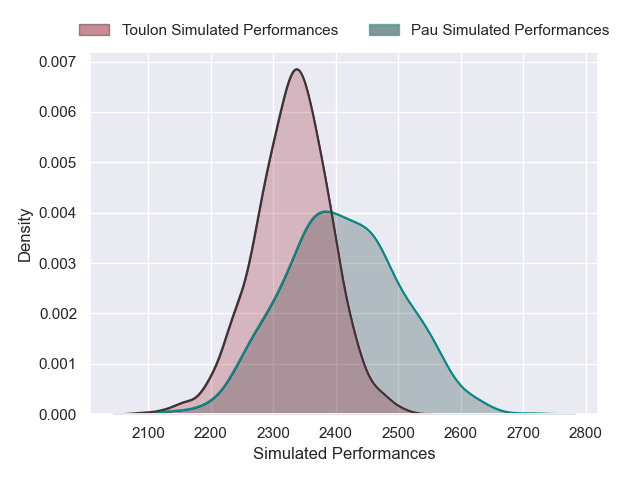 Toulon Simulated Performances Pau Simulated Performances
0.007
0.006
0.005
0.004
0.003
0.002
0.001
0.000
Density
2100 2200 2300 2400 2500 2600 2700 2800
Simulated Performances